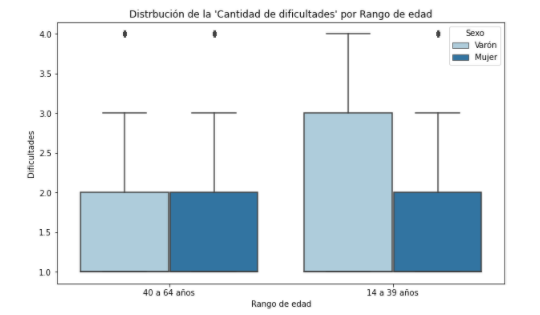 Distrbución de la 'Cantidad de dificultades' por Rango de edad
Sexo
Varón
Mujer
Dificultades
4.0
3.5
3.0
2.5
2.0
1.5
1.0
40 a 64 años
14 a 39 años
Rango de edad